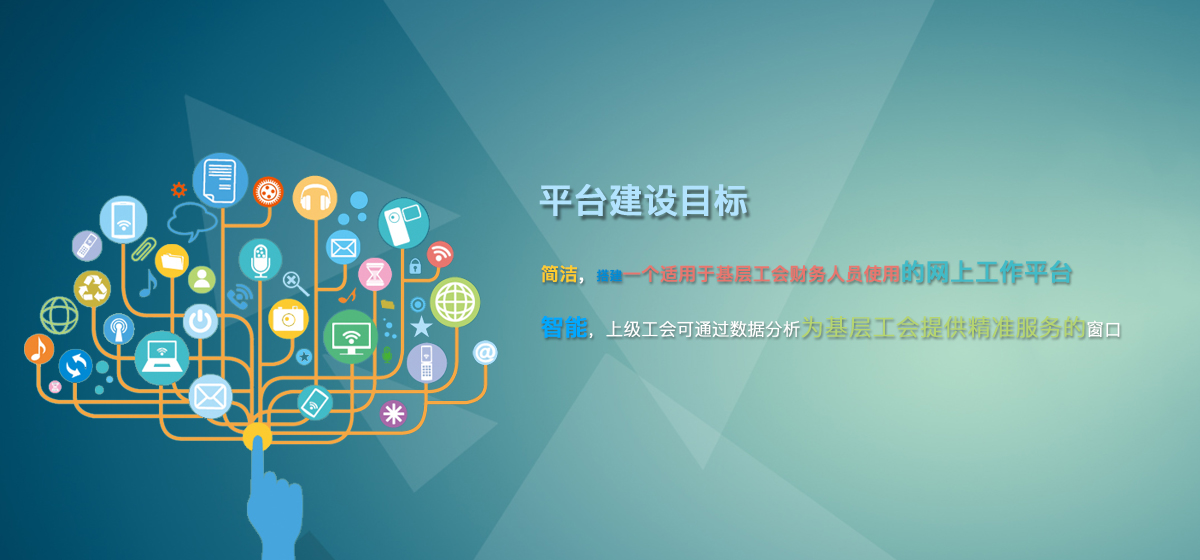 平台建设目标
简洁，搭建一个适用于基层工会财务人员使用的网上工作平台
智能，上级工会可通过数据分析为基层工会提供精准服务的窗口